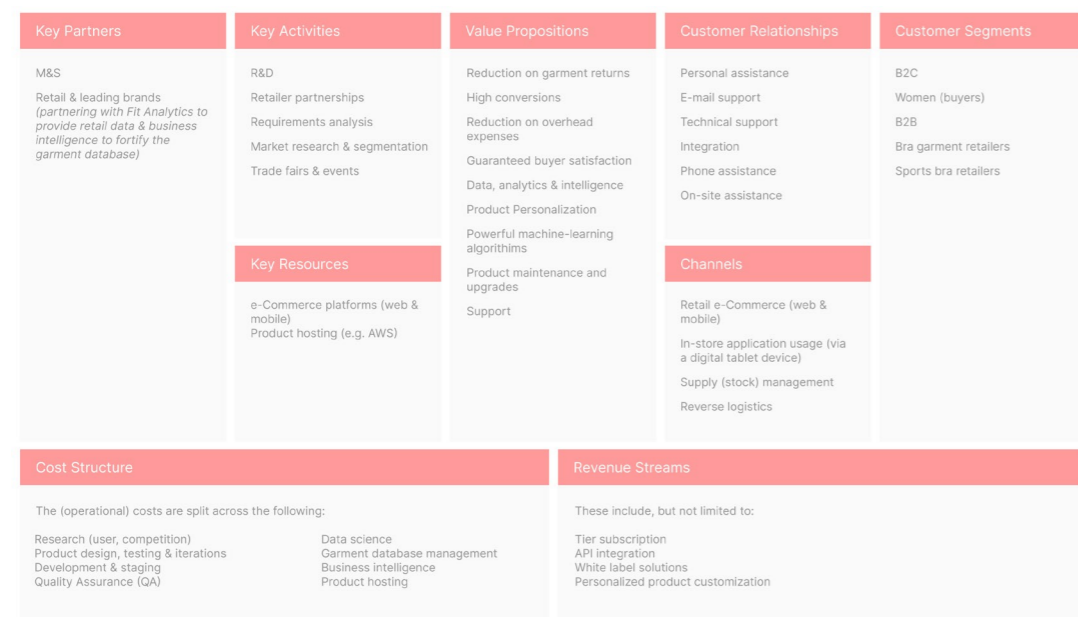 Key Partners
M&S
Retail & leading brands
(partnering with Fit Analytics to
provide retail data & business
intelligence to fortify the
garment database)
Key Activities
R&D
Retailer partnerships
Requirements analysis
Market research & segmentation
Trade fairs & events
Key Resources
e-Commerce platforms (web &
mobile)
Product hosting (e.g. AWS)
Value Propositions
Reduction on garment returns
High conversions
Reduction on overhead
expenses
Guaranteed buyer satisfaction
Data, analytics & intelligence
Product Personalization
Powerful machine-learning
algorithims
Product maintenance and
upgrades
Support
Customer Relationships
Personal assistance
E-mail support
Technical support
Integration
Phone assistance
On-site assistance
Channels
Retail e-Commerce (web &
mobile)
In-store application usage (via
a digital tablet device)
Supply (stock) management
Reverse logistics
Customer Segments
B2C
Women (buyers)
B2B
Bra garment retailers
Sports bra retailers
Cost Structure
The (operational) costs are split across the following:
Research (user, competition)
Product design, testing & iterations
Development & staging
Quality Assurance (QA)
Data science
Garment database management
Business intelligence
Product hosting
Revenue Streams
These include, but not limited to:
Tier subscription
API integration
White label solutions
Personalized product customization